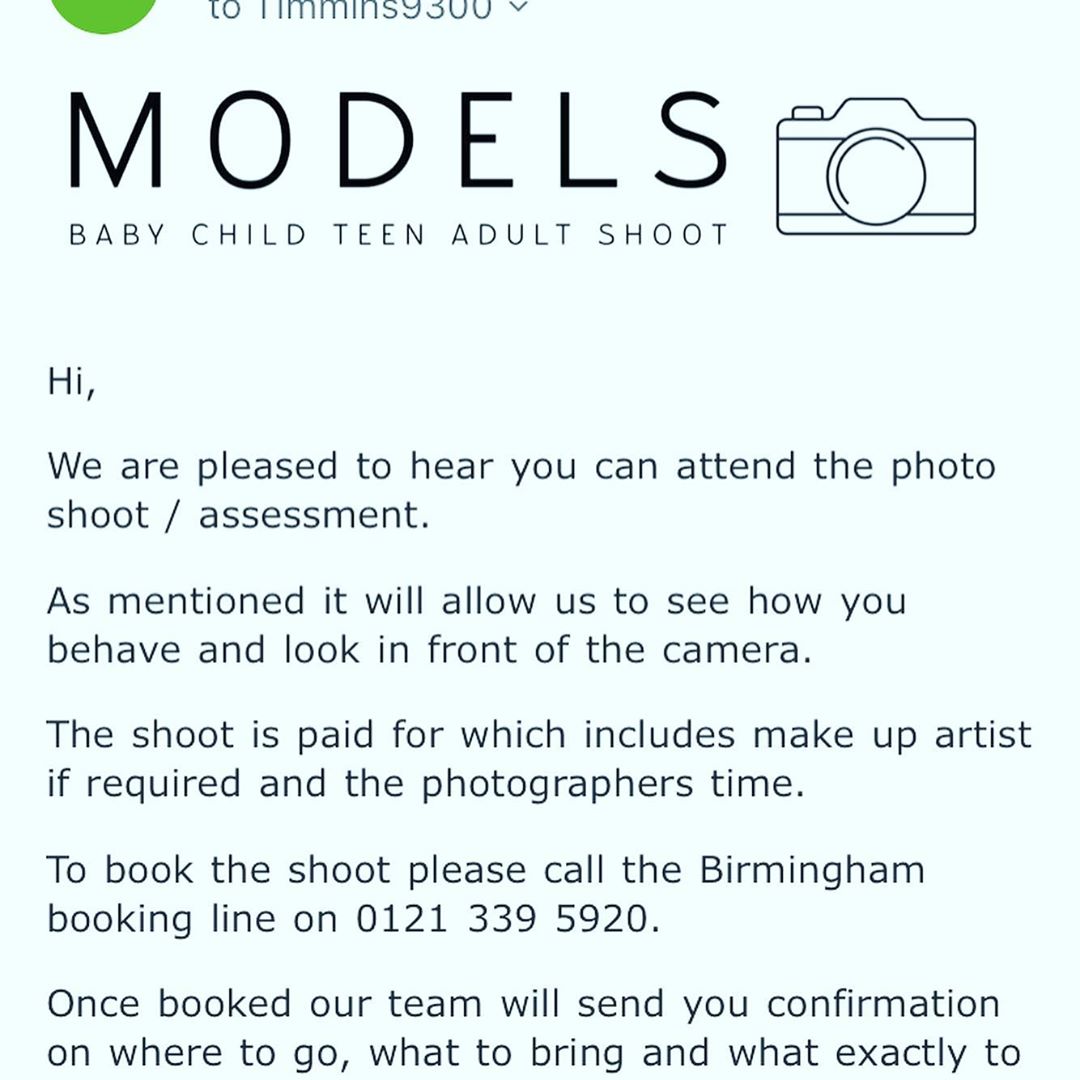 to Timmins9300
MODELS
BABY CHILD TEEN ADULT SHOOT
Hi,
We are pleased to hear you can attend the photo
shoot / assessment.
As mentioned it will allow us to see how you
behave and look in front of the camera.
The shoot is paid for which includes make up artist
if required and the photographers time.
To book the shoot please call the Birmingham
booking line on 0121 339 5920.
Once booked our team will send you confirmation
on where to go, what to bring and what exactly to